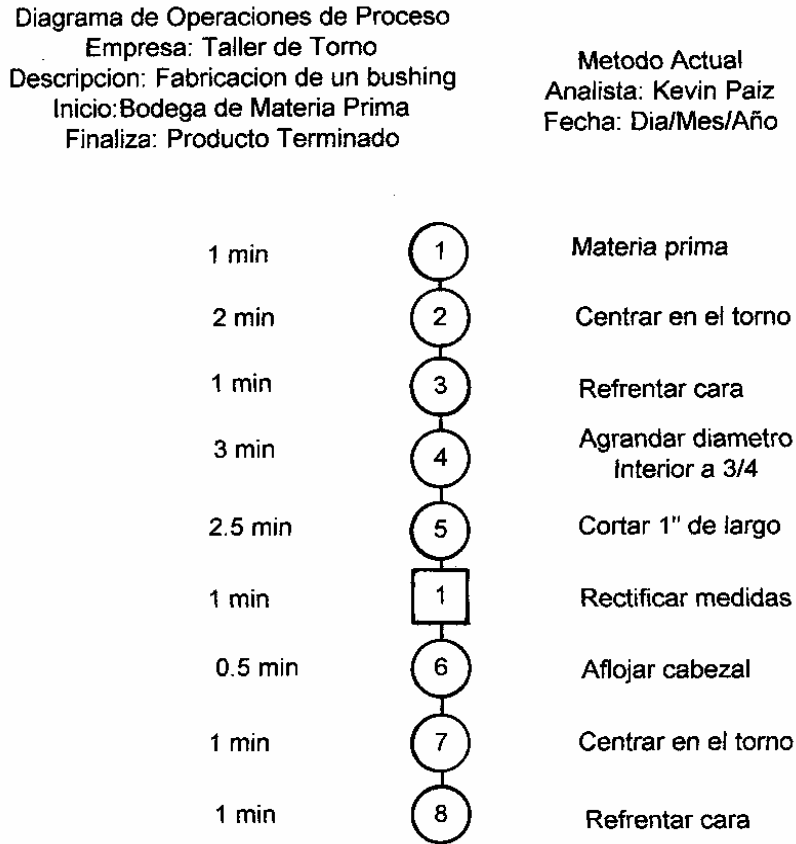 Diagrama de Operaciones de Proceso
Empresa: Taller de Torno
Descripcion: Fabricacion de un bushing
Inicio:Bodega de Materia Prima
Finaliza: Producto Terminado
Metodo Actual
Analista: Kevin Paiz
Fecha: Dia/Mes/Año
1 min 1 Materia prima
2 min 2 Centrar en el torno
1 min 3 Refrentar cara
3 min 4 Agrandar diametro
Interior a 3/4
2.5 min 5 Cortar 1" de largo
1 min 1 Rectificar medidas
0.5 min 6 Aflojar cabezal
1 min 7 Centrar en el torno
1 min 8 Refrentar cara